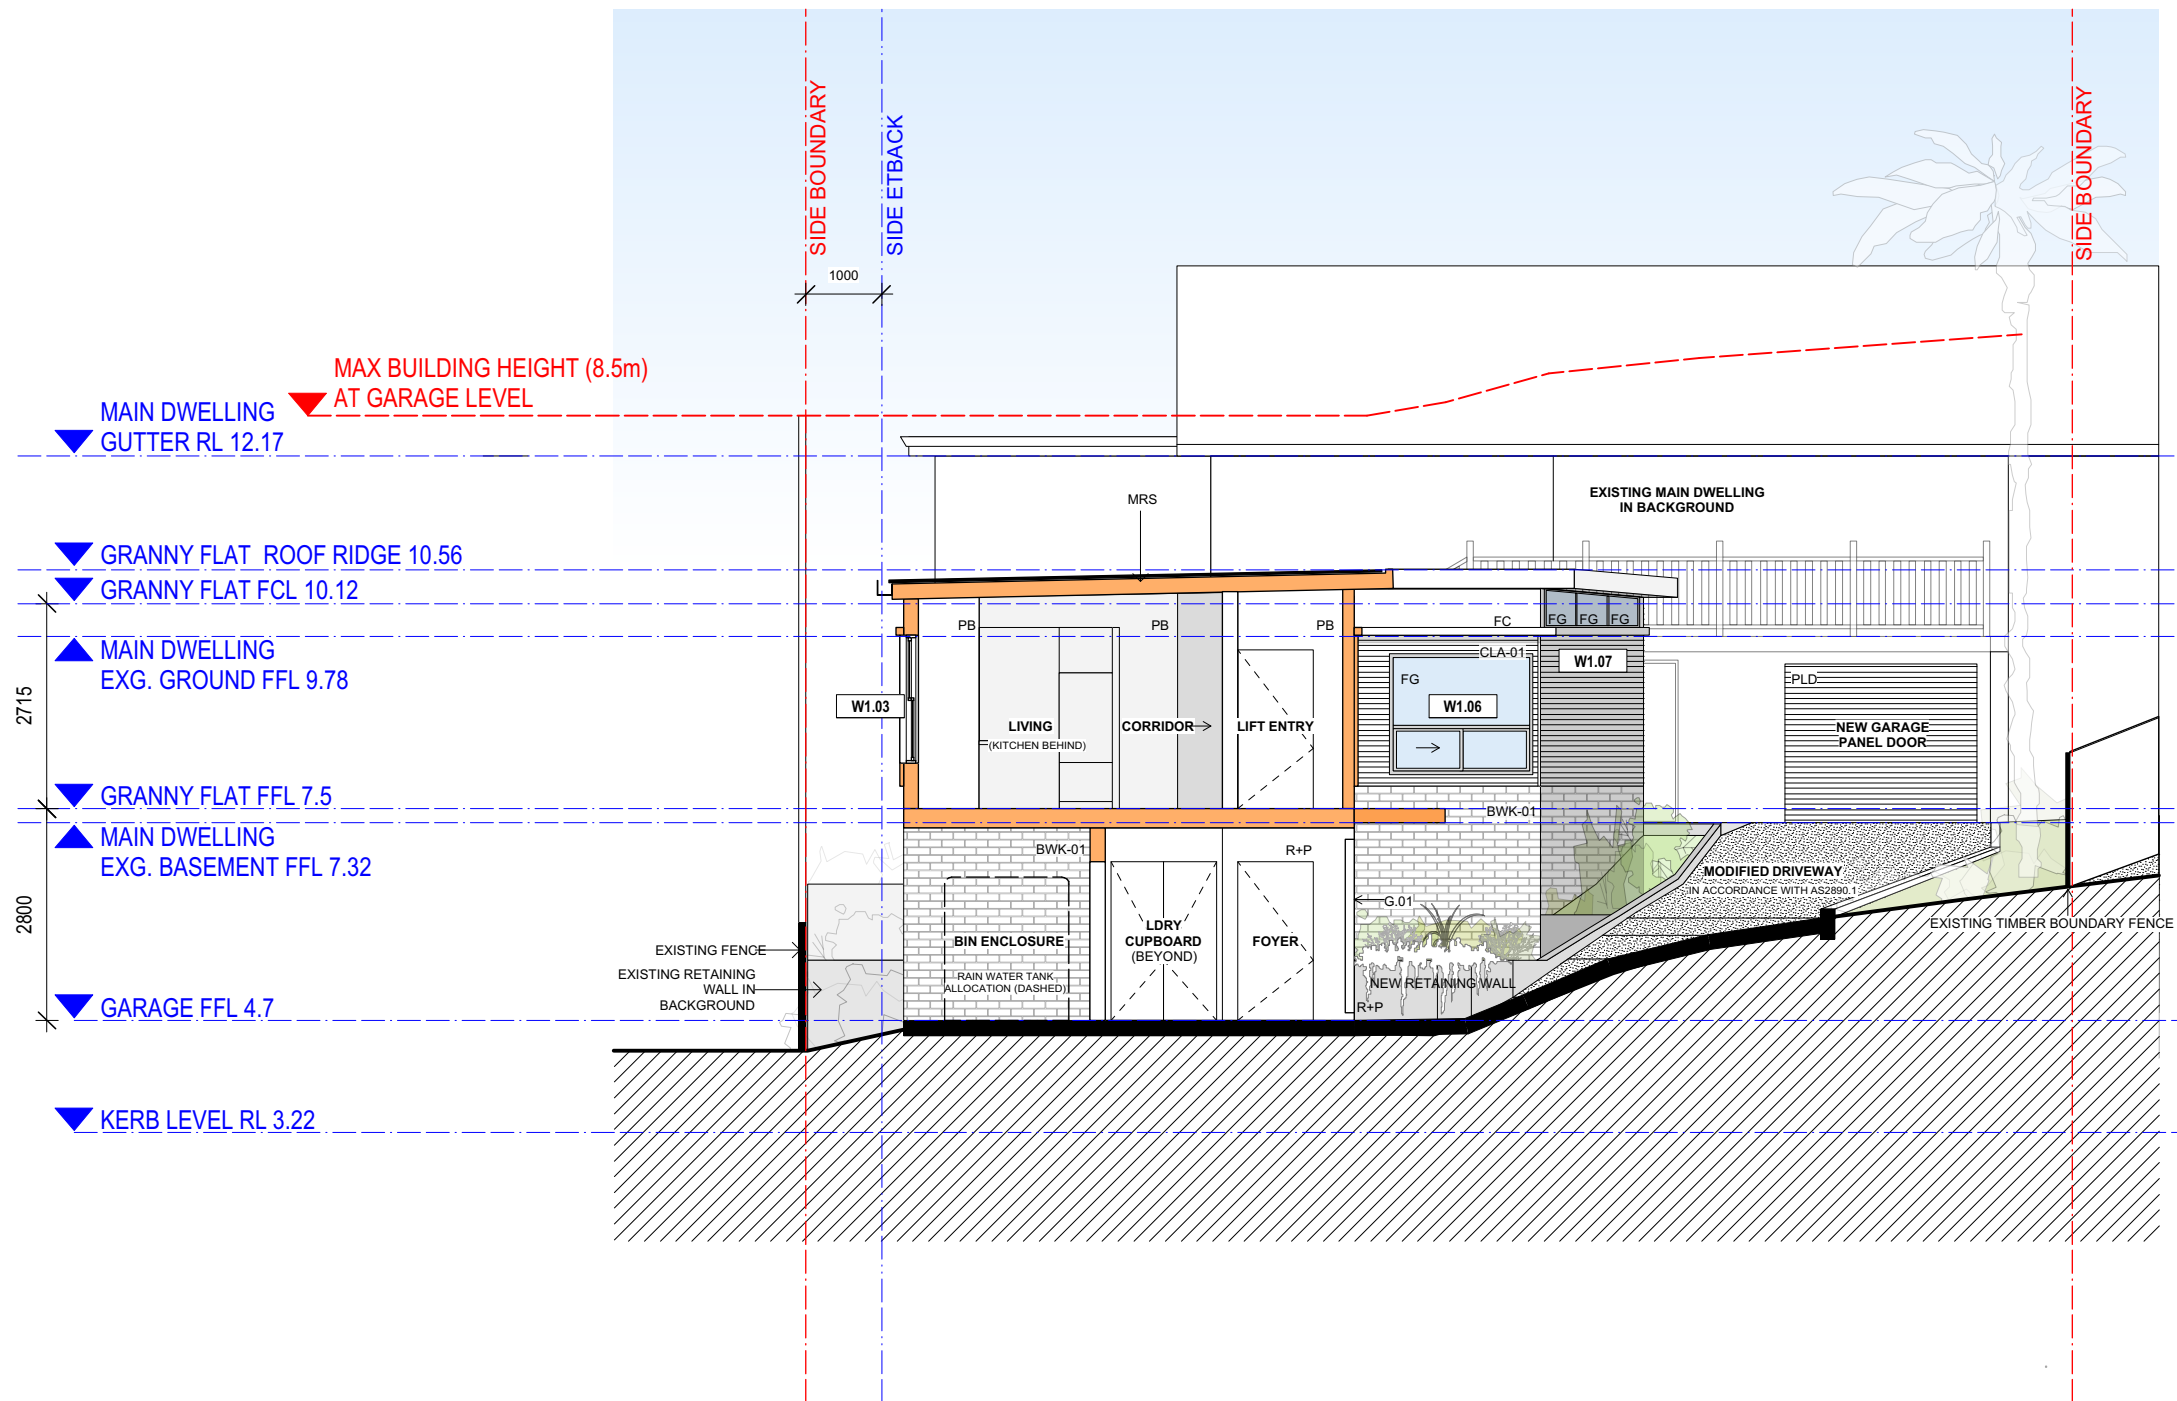 SIDE BOUNDARY
SIDE ETBACK
SIDE BOUNDARY
1000
MAX BUILDING HEIGHT (8.5m)
AT GARAGE LEVEL
MAIN DWELLING
GUTTER RL 12.17
MRS
EXISTING MAIN DWELLING
IN BACKGROUND
GRANNY FLAT  ROOF RIDGE 10.56
GRANNY FLAT FCL 10.12
PB
PB
PB
FC
FG
FG
FG
MAIN DWELLING
EXG. GROUND FFL 9.78
CLA-01
W1.07
FG
PLD
2715
W1.03
W1.06
LIVING
(KITCHEN BEHIND)
CORRIDOR
LIFT ENTRY
NEW GARAGE
PANEL DOOR
GRANNY FLAT FFL 7.5
BWK-01
MAIN DWELLING
EXG. BASEMENT FFL 7.32
BWK-01
R+P
MODIFIED DRIVEWAY
IN ACCORDANCE WITH AS2890.1
2800
G.01
EXISTING TIMBER BOUNDARY FENCE
BIN ENCLOSURE
LDRY
CUPBOARD
(BEYOND)
FOYER
EXISTING FENCE
RAIN WATER TANK
ALLOCATION (DASHED)
EXISTING RETAINING
WALL IN
BACKGROUND
NEW RETAINING WALL
R+P
GARAGE FFL 4.7
KERB LEVEL RL 3.22